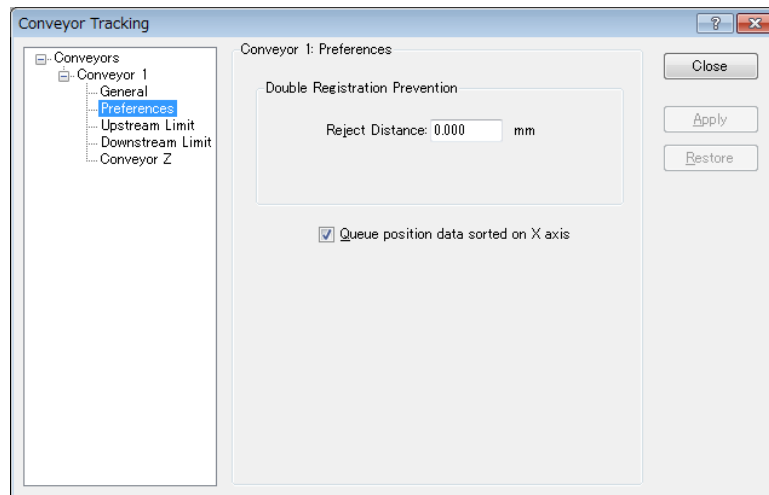 Conveyor Tracking
Conveyors
Conveyor 1
General
Preferences
Upstream Limit
Downstream Limit
Conveyor Z
Conveyor 1: Preferences
Double Registration Prevention
Reject Distance: 0.000 mm
Queue position data sorted on X axis
Close
Apply
Restore